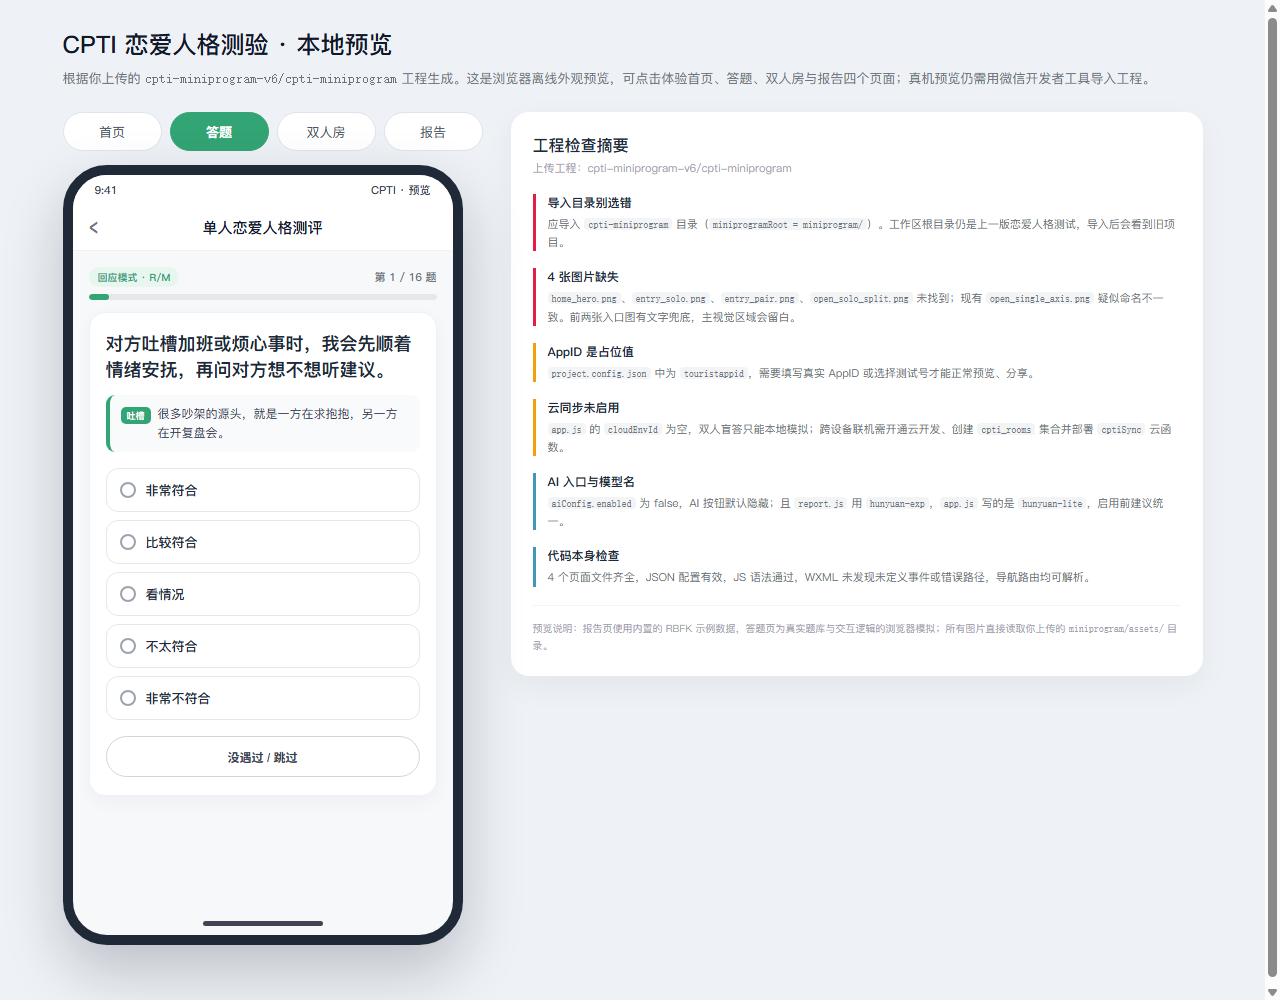 CPTI 恋爱人格测验 · 本地预览
根据你上传的 cpti-miniprogram-v6/cpti-miniprogram 工程生成。这是浏览器离线外观预览，可点击体验首页、答题、双人房与报告四个页面；真机预览仍需用微信开发者工具导入工程。
首页
答题
双人房
报告
9:41
CPTI · 预览
<
单人恋爱人格测评
回应模式 · R/M
第 1 / 16 题
对方吐槽加班或烦心事时，我会先顺着
情绪安抚，再问对方想不想听建议。
吐槽
很多吵架的源头，就是一方在求抱抱，另一方
在开复盘会。
非常符合
比较符合
看情况
不太符合
非常不符合
没遇过 / 跳过
工程检查摘要
上传工程：cpti-miniprogram-v6/cpti-miniprogram
导入目录别选错
应导入 cpti-miniprogram 目录（ miniprogramRoot = miniprogram/ ）。工作区根目录仍是上一版恋爱人格测试，导入后会看到旧项
目。
4 张图片缺失
home_hero.png 、 entry_solo.png 、 entry_pair.png 、 open_solo_split.png 未找到；现有 open_single_axis.png 疑似命名不一
致。前两张入口图有文字兜底，主视觉区域会留白。
AppID 是占位值
project.config.json 中为 touristappid ，需要填写真实 AppID 或选择测试号才能正常预览、分享。
云同步未启用
app.js 的 cloudEnvId 为空，双人盲答只能本地模拟；跨设备联机需开通云开发、创建 cpti_rooms 集合并部署 cptiSync 云函
数。
AI 入口与模型名
aiConfig.enabled 为 false，AI 按钮默认隐藏；且 report.js 用 hunyuan-exp ， app.js 写的是 hunyuan-lite ，启用前建议统
一。
代码本身检查
4 个页面文件齐全，JSON 配置有效，JS 语法通过，WXML 未发现未定义事件或错误路径，导航路由均可解析。
预览说明：报告页使用内置的 RBFK 示例数据，答题页为真实题库与交互逻辑的浏览器模拟；所有图片直接读取你上传的 miniprogram/assets/ 目
录。